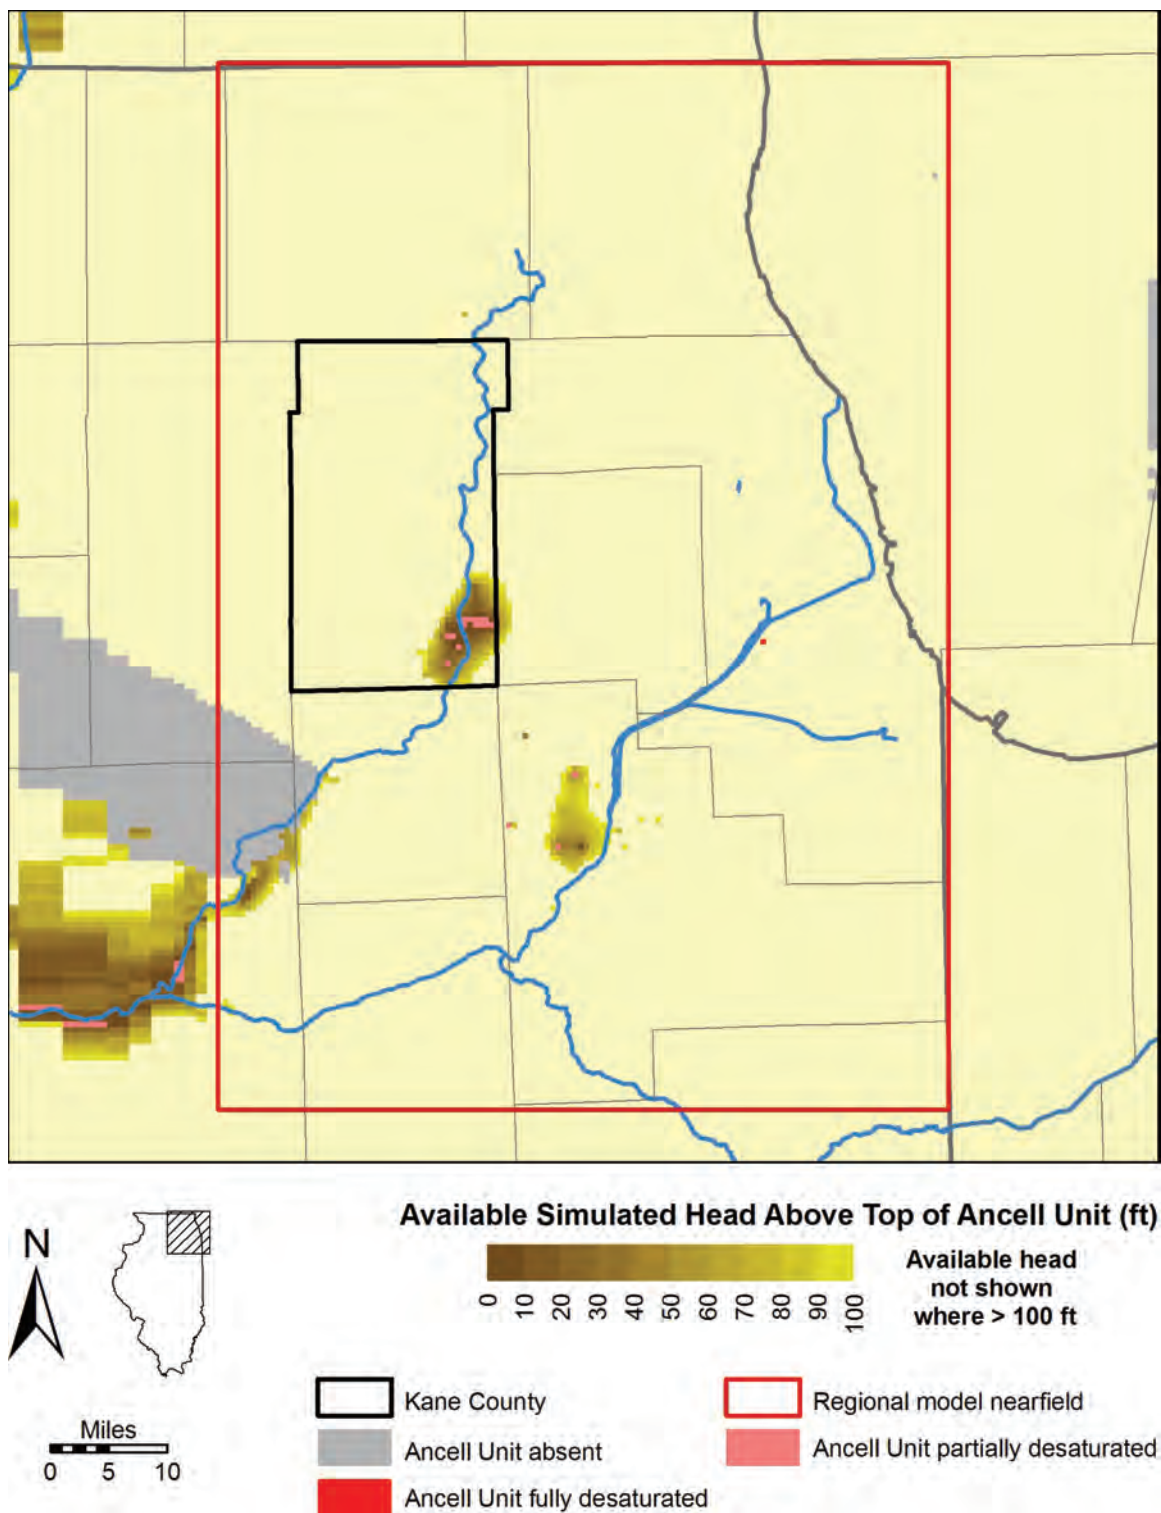 Available Simulated Head Above Top of Ancell Unit (ft)
N
0 10 20 30 40 50 60 70 80 90 100
Available head
not shown
where > 100 ft
Miles
0 5 10
Kane County
Regional model nearfield
Ancell Unit absent
Ancell Unit partially desaturated
Ancell Unit fully desaturated